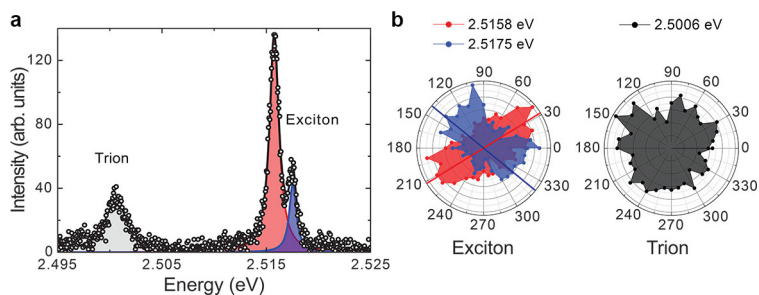 a
Intensity (arb. units)
120
80
40
0
Trion
Exciton
2.495
2.505
2.515
2.525
Energy (eV)
b
2.5158 eV
2.5175 eV
90
120
60
150
30
180
0
210
330
240
300
270
Exciton
2.5006 eV
90
120
60
150
30
180
0
210
330
240
300
270
Trion